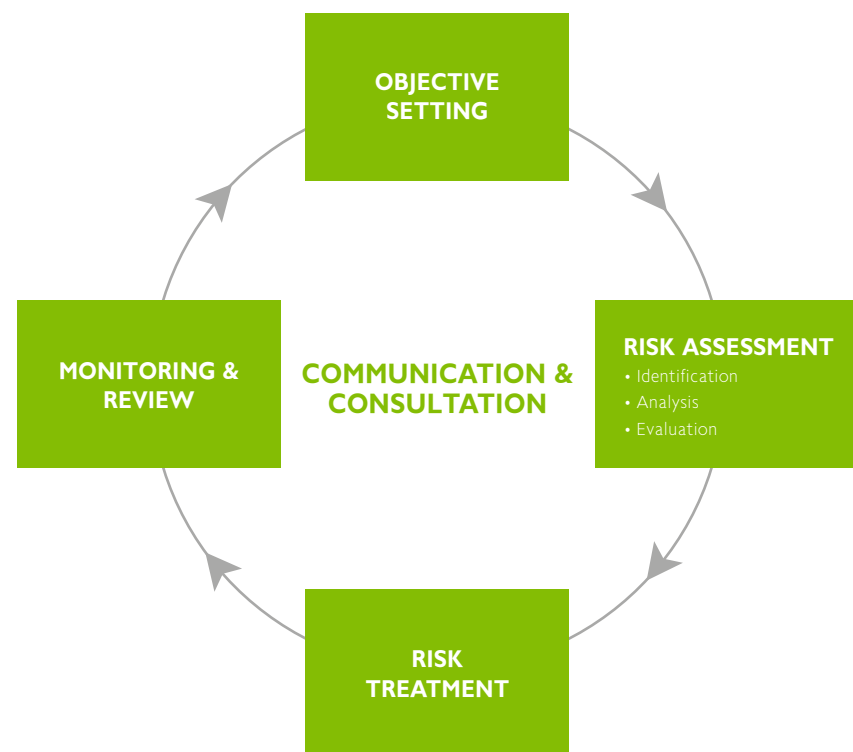 OBJECTIVE
SETTING
MONITORING &
REVIEW
COMMUNICATION &
CONSULTATION
RISK ASSESSMENT
• Identification
• Analysis
• Evaluation
RISK
TREATMENT